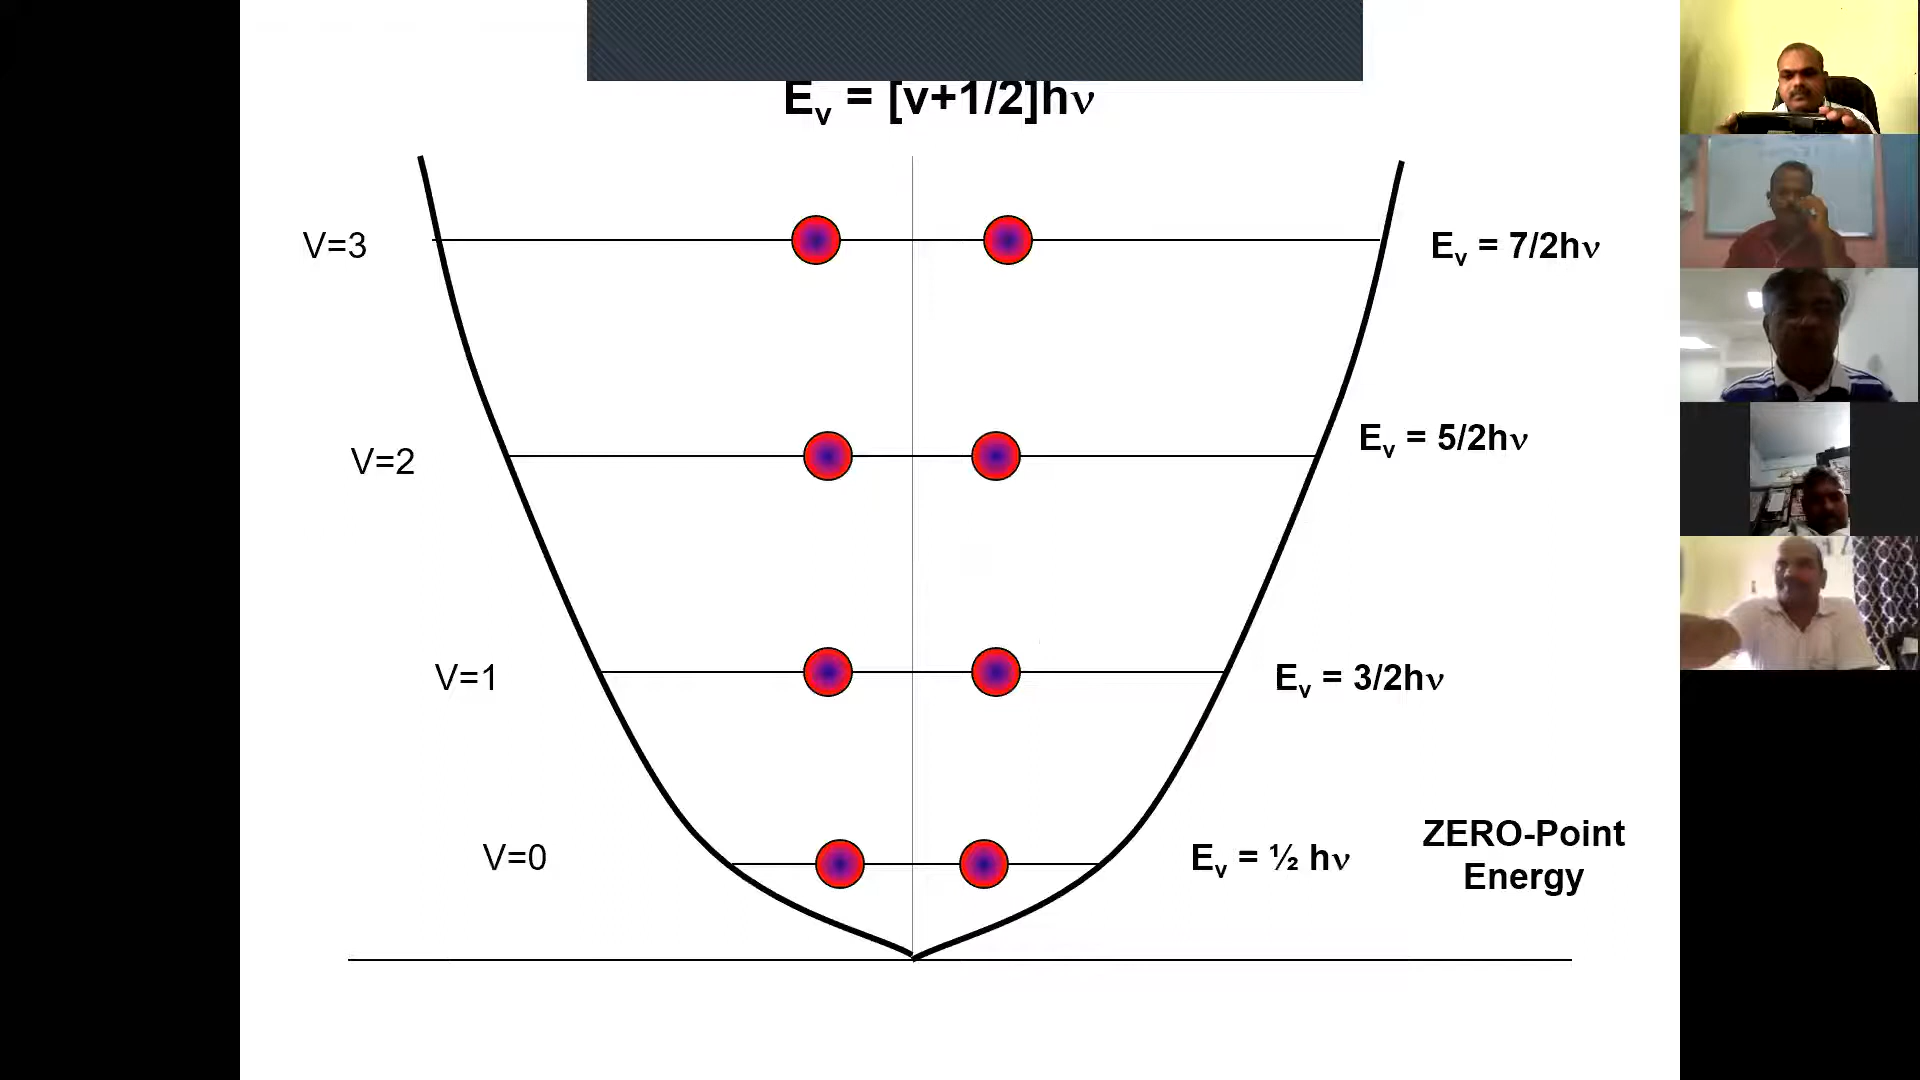 Eᵥ = [v+1/2]hν
V=3
Eᵥ = 7/2hν
V=2
Eᵥ = 5/2hν
V=1
Eᵥ = 3/2hν
V=0
Eᵥ = ½ hν
ZERO-Point
Energy